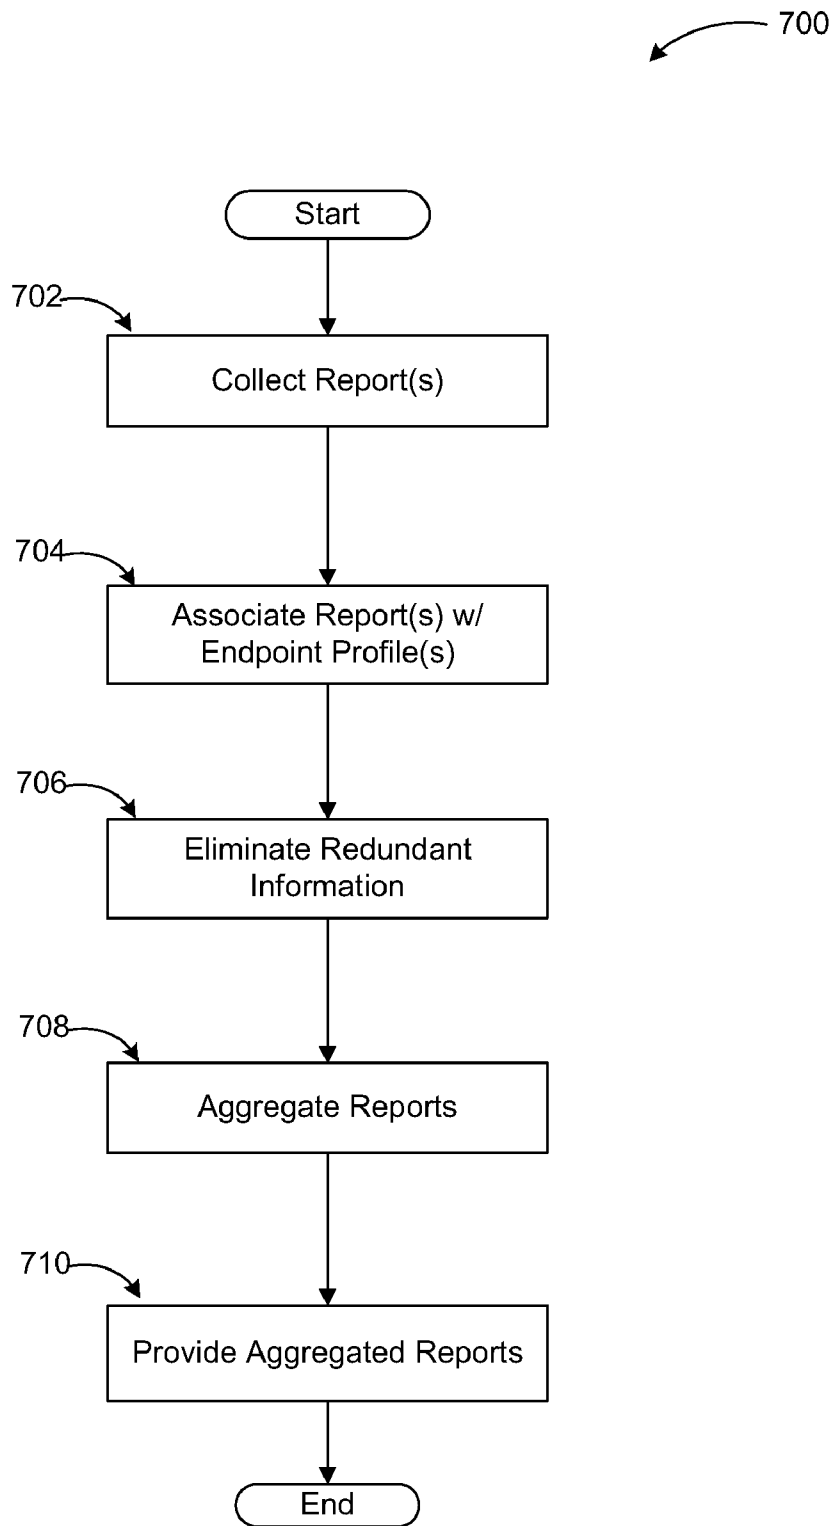 700
Start
702
Collect Report(s)
704
Associate Report(s) w/
Endpoint Profile(s)
706
Eliminate Redundant
Information
708
Aggregate Reports
710
Provide Aggregated Reports
End